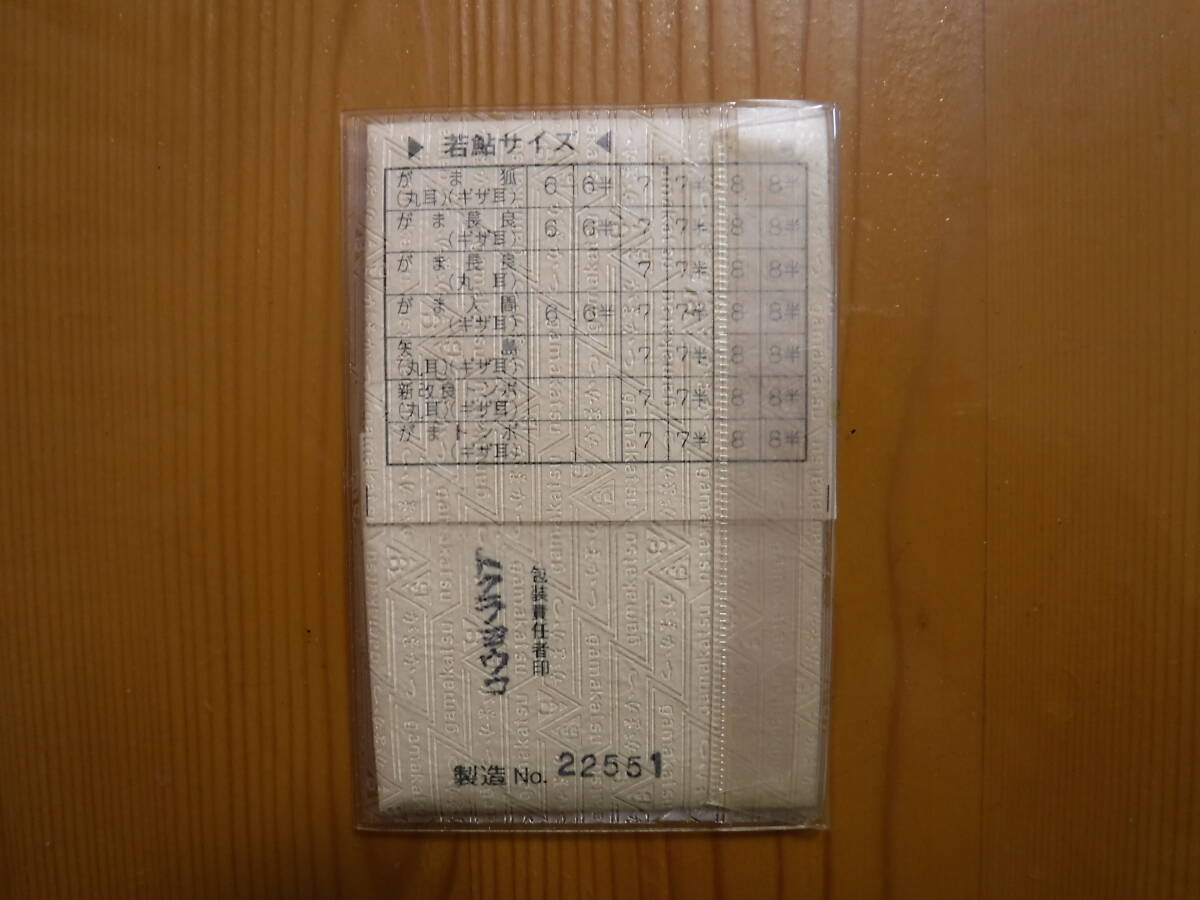 ▶ 若鮎サイズ ◀
がま狐 6 6半 7 7半 8 8半
(丸耳)(ギザ耳)
がま長良 6 6半 7 7半 8 8半
(ギザ耳)
がま長良 7 7半 8 8半
(丸耳)
がま入間 6 6半 7 7半 8 8半
(ギザ耳)
矢島 7 7半 8 8半
(丸耳)(ギザ耳)
新改良トンボ 7 7半 8 8半
(丸耳)(ギザ耳)
がまトンボ 7 7半 8 8半
(ギザ耳)
包装責任者印
製造 No. 22551
gamakatsu
がまかつ